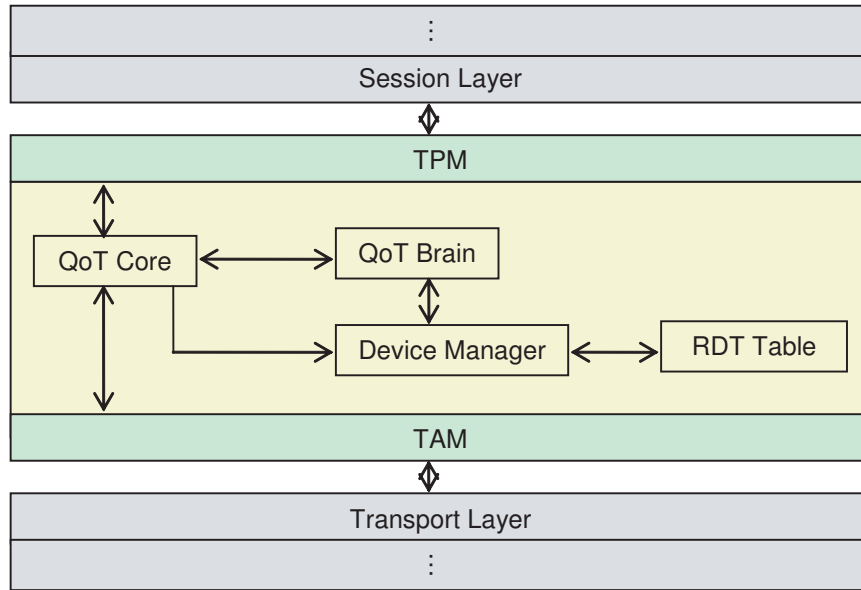 ⋮
Session Layer
TPM
QoT Core
QoT Brain
Device Manager
RDT Table
TAM
Transport Layer
⋮